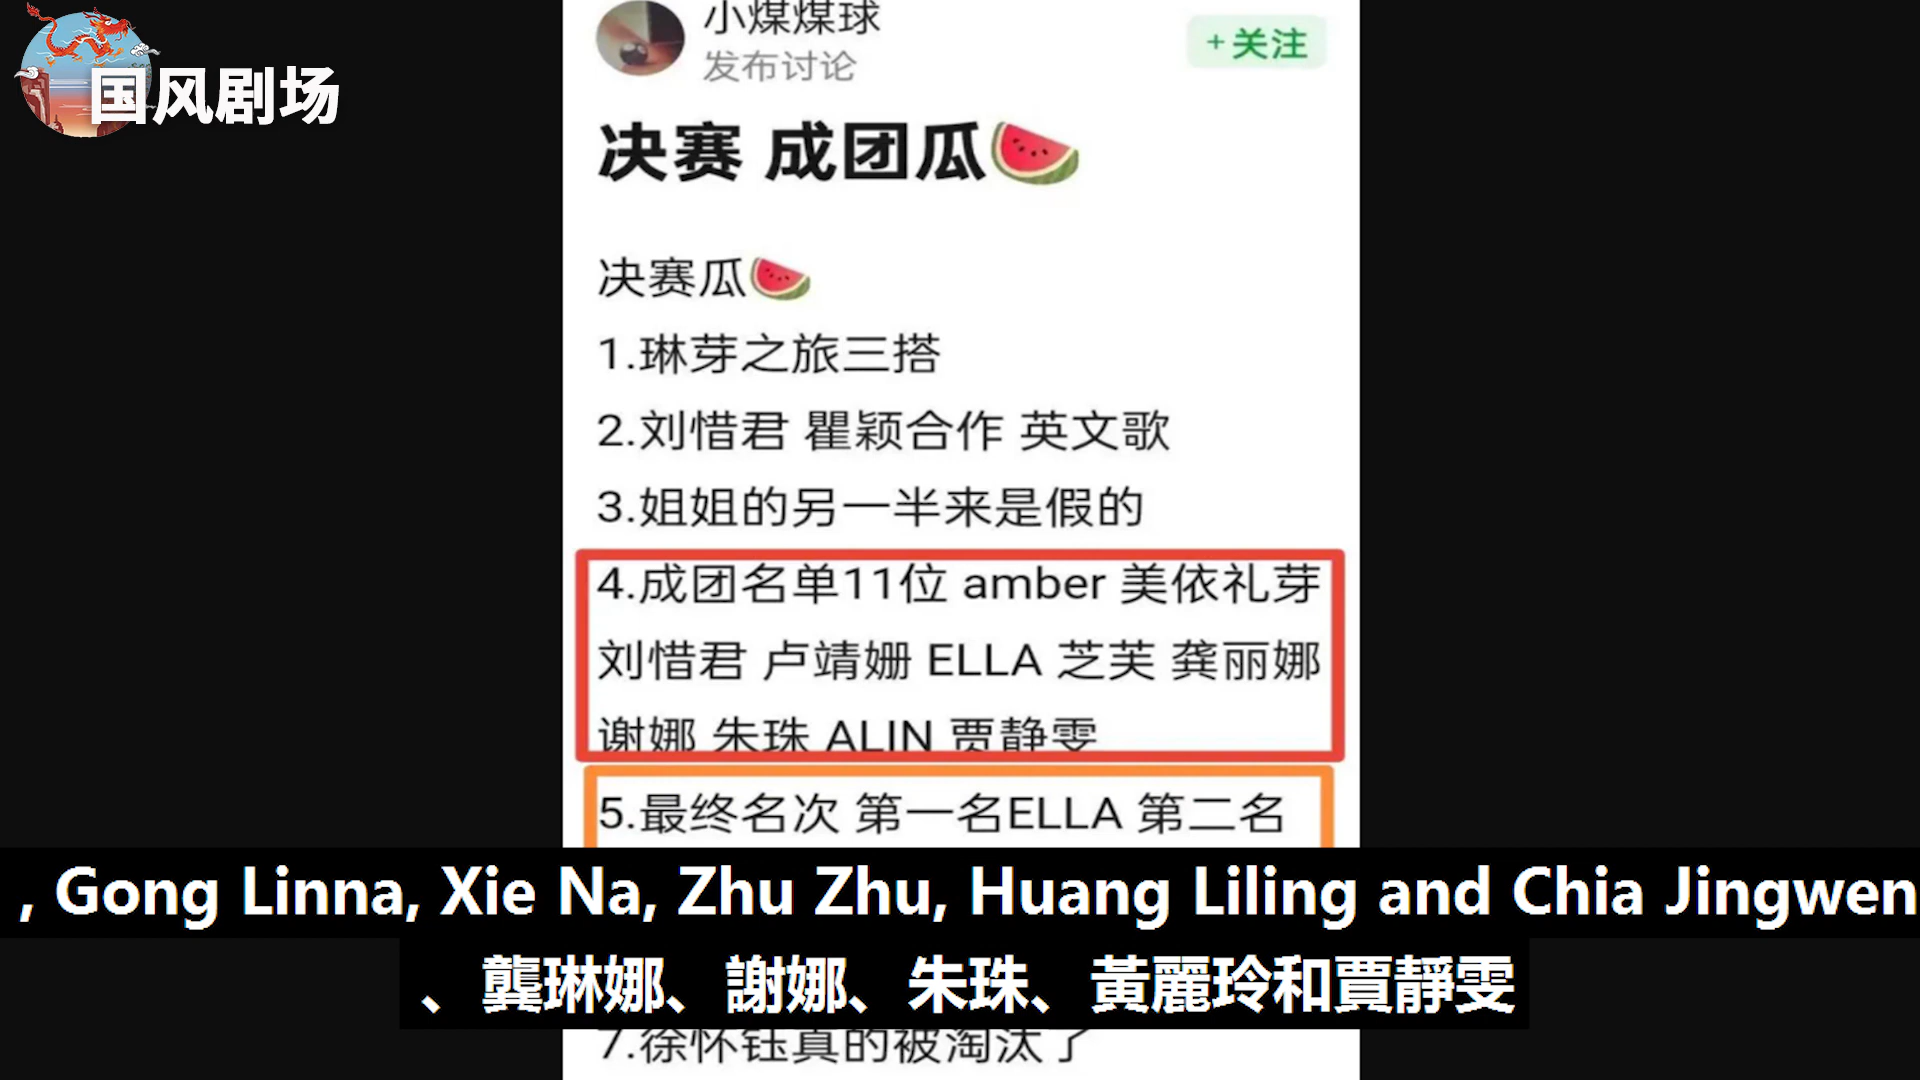 国风剧场
小煤煤球
发布讨论
+关注
决赛 成团瓜🍉
决赛瓜🍉
1.琳芽之旅三搭
2.刘惜君 瞿颖合作 英文歌
3.姐姐的另一半来是假的
4.成团名单11位 amber 美依礼芽
刘惜君 卢靖姗 ELLA 芝芙 龚丽娜
谢娜 朱珠 ALIN 贾静雯
5.最终名次 第一名ELLA 第二名
, Gong Linna, Xie Na, Zhu Zhu, Huang Liling and Chia Jingwen
、龔琳娜、謝娜、朱珠、黃麗玲和賈靜雯
7.徐怀钰真的被淘汰了